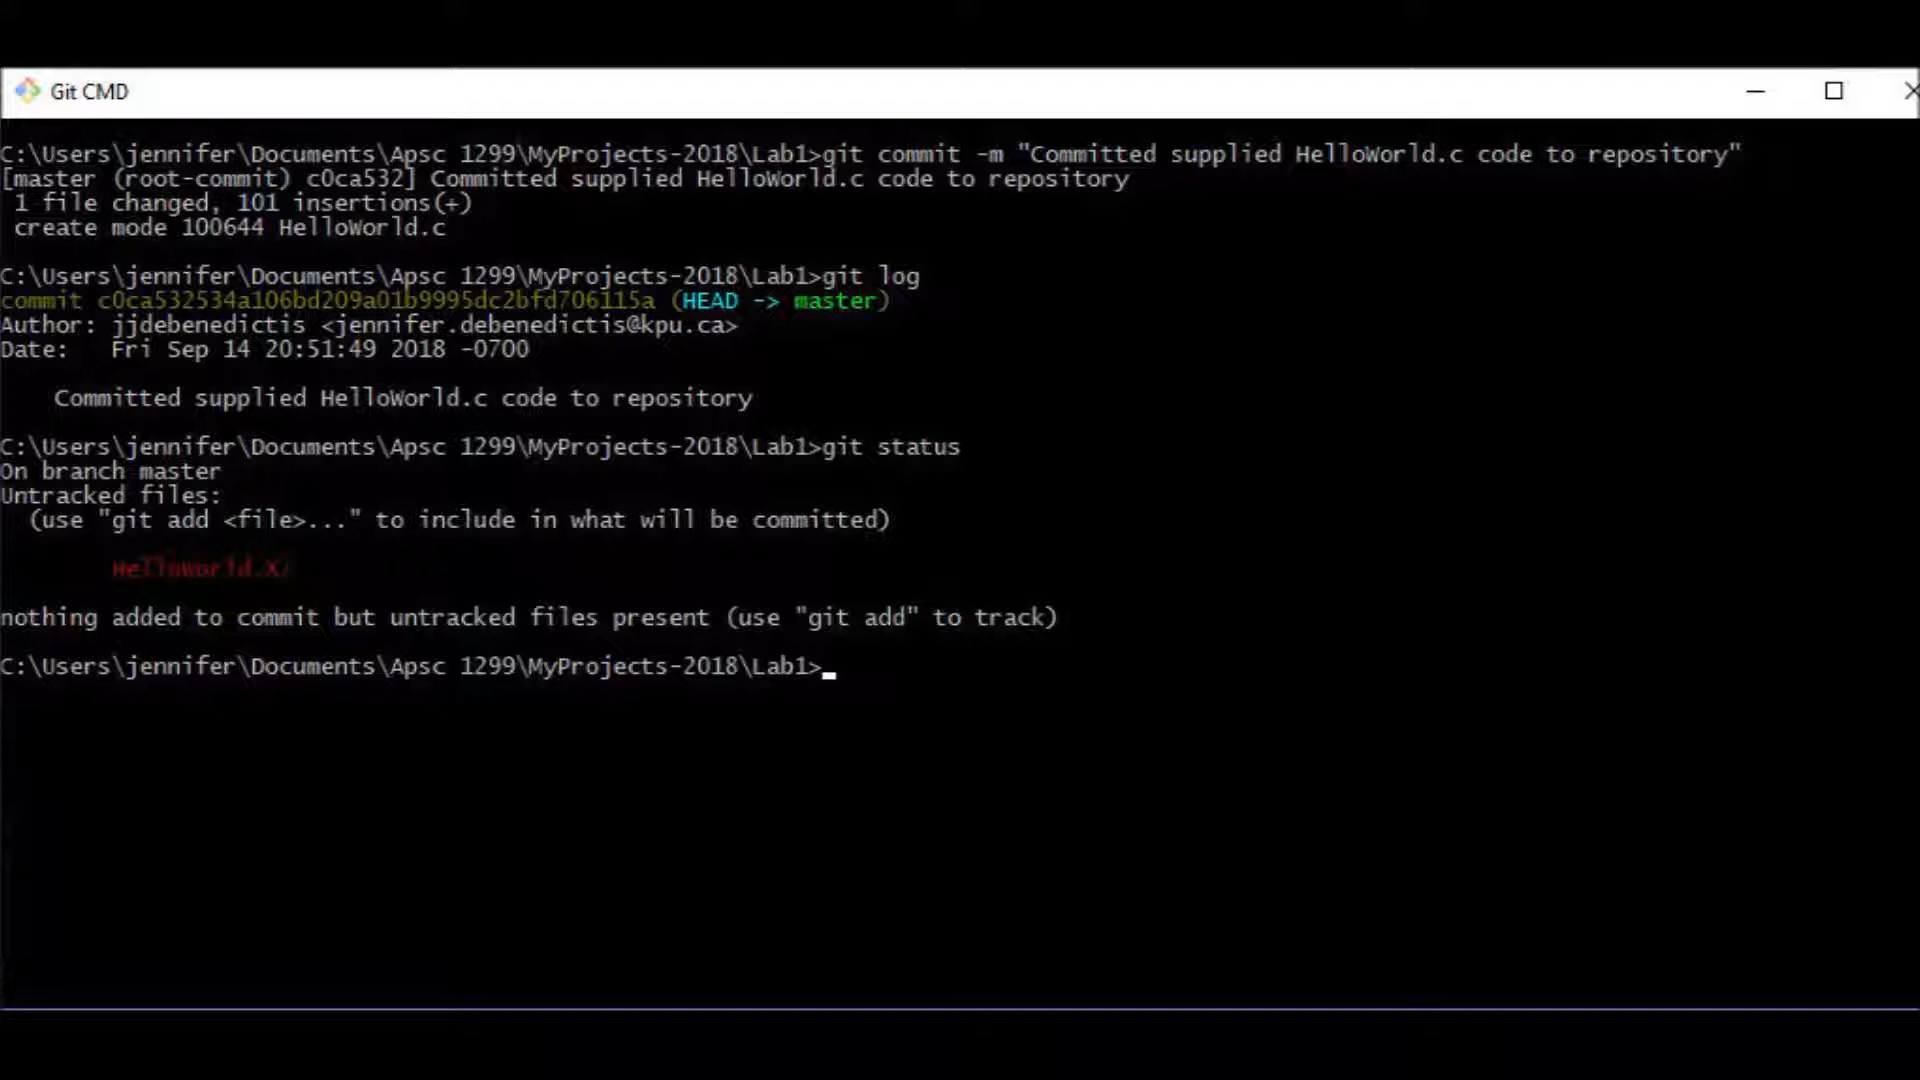 Git CMD
C:\Users\jennifer\Documents\Apsc 1299\MyProjects-2018\Lab1>git commit -m "Committed supplied HelloWorld.c code to repository"
[master (root-commit) c0ca532] Committed supplied HelloWorld.c code to repository
1 file changed, 101 insertions(+)
create mode 100644 HelloWorld.c
C:\Users\jennifer\Documents\Apsc 1299\MyProjects-2018\Lab1>git log
commit c0ca532534a106bd209a01b9995dc2bfd706115a (HEAD -> master)
Author: jjdebenedictis <jennifer.debenedictis@kpu.ca>
Date:   Fri Sep 14 20:51:49 2018 -0700
Committed supplied HelloWorld.c code to repository
C:\Users\jennifer\Documents\Apsc 1299\MyProjects-2018\Lab1>git status
On branch master
Untracked files:
(use "git add <file>..." to include in what will be committed)
HelloWorld.X/
nothing added to commit but untracked files present (use "git add" to track)
C:\Users\jennifer\Documents\Apsc 1299\MyProjects-2018\Lab1>